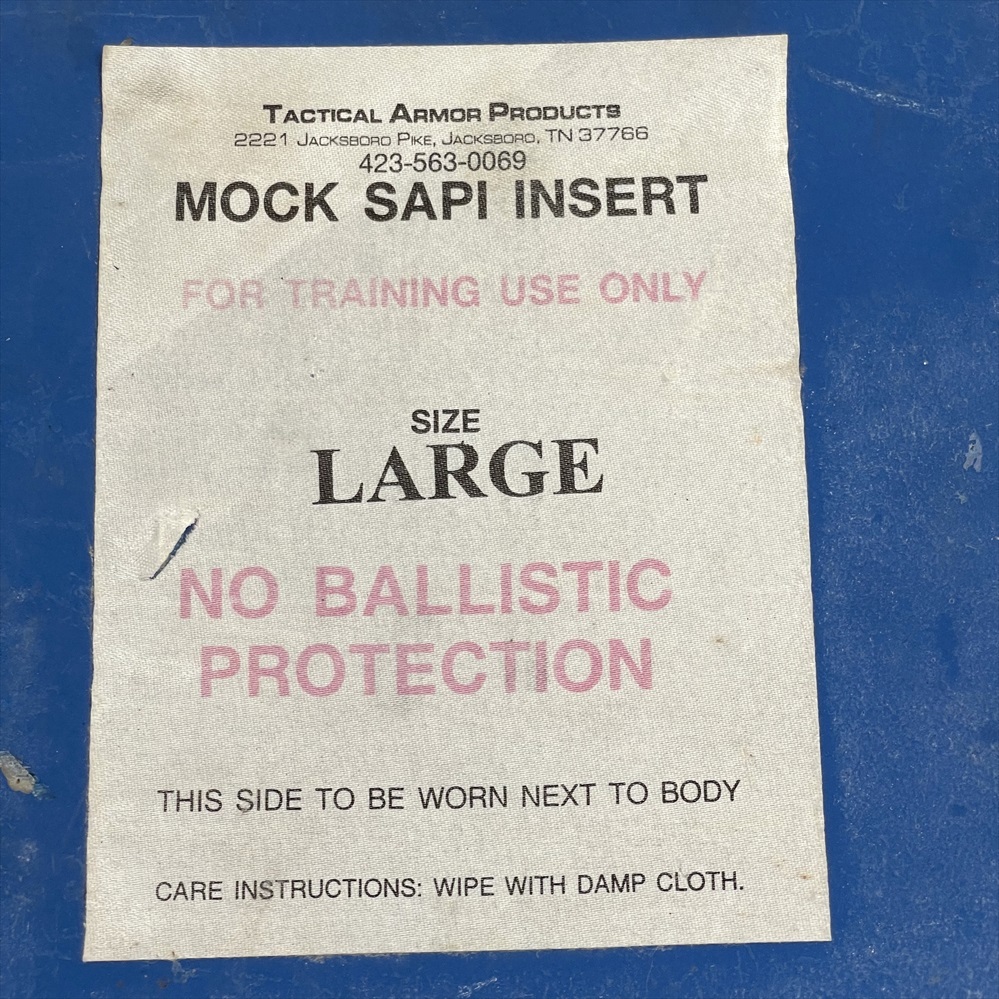 TACTICAL ARMOR PRODUCTS
2221 JACKSBORO PIKE, JACKSBORO, TN 37766
423-563-0069
MOCK SAPI INSERT
FOR TRAINING USE ONLY
SIZE
LARGE
NO BALLISTIC
PROTECTION
THIS SIDE TO BE WORN NEXT TO BODY
CARE INSTRUCTIONS: WIPE WITH DAMP CLOTH.